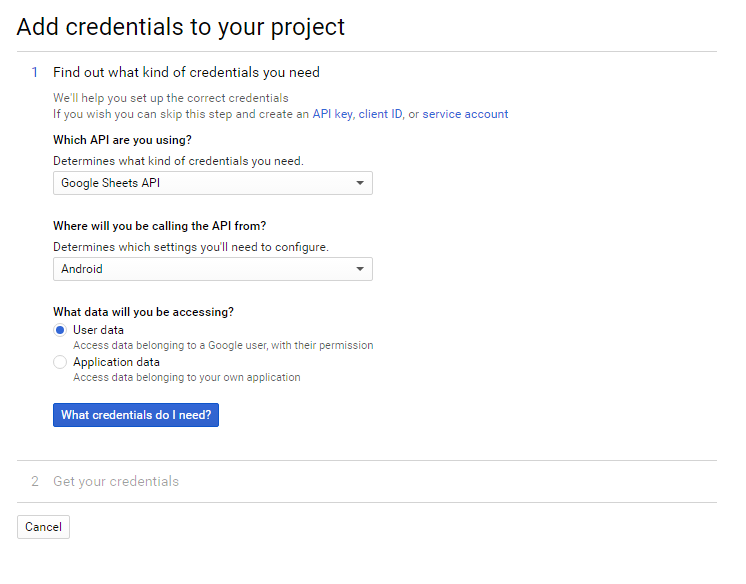 Add credentials to your project
1 Find out what kind of credentials you need
We'll help you set up the correct credentials
If you wish you can skip this step and create an API key, client ID, or service account
Which API are you using?
Determines what kind of credentials you need.
Google Sheets API
Where will you be calling the API from?
Determines which settings you'll need to configure.
Android
What data will you be accessing?
User data
Access data belonging to a Google user, with their permission
Application data
Access data belonging to your own application
What credentials do I need?
2 Get your credentials
Cancel